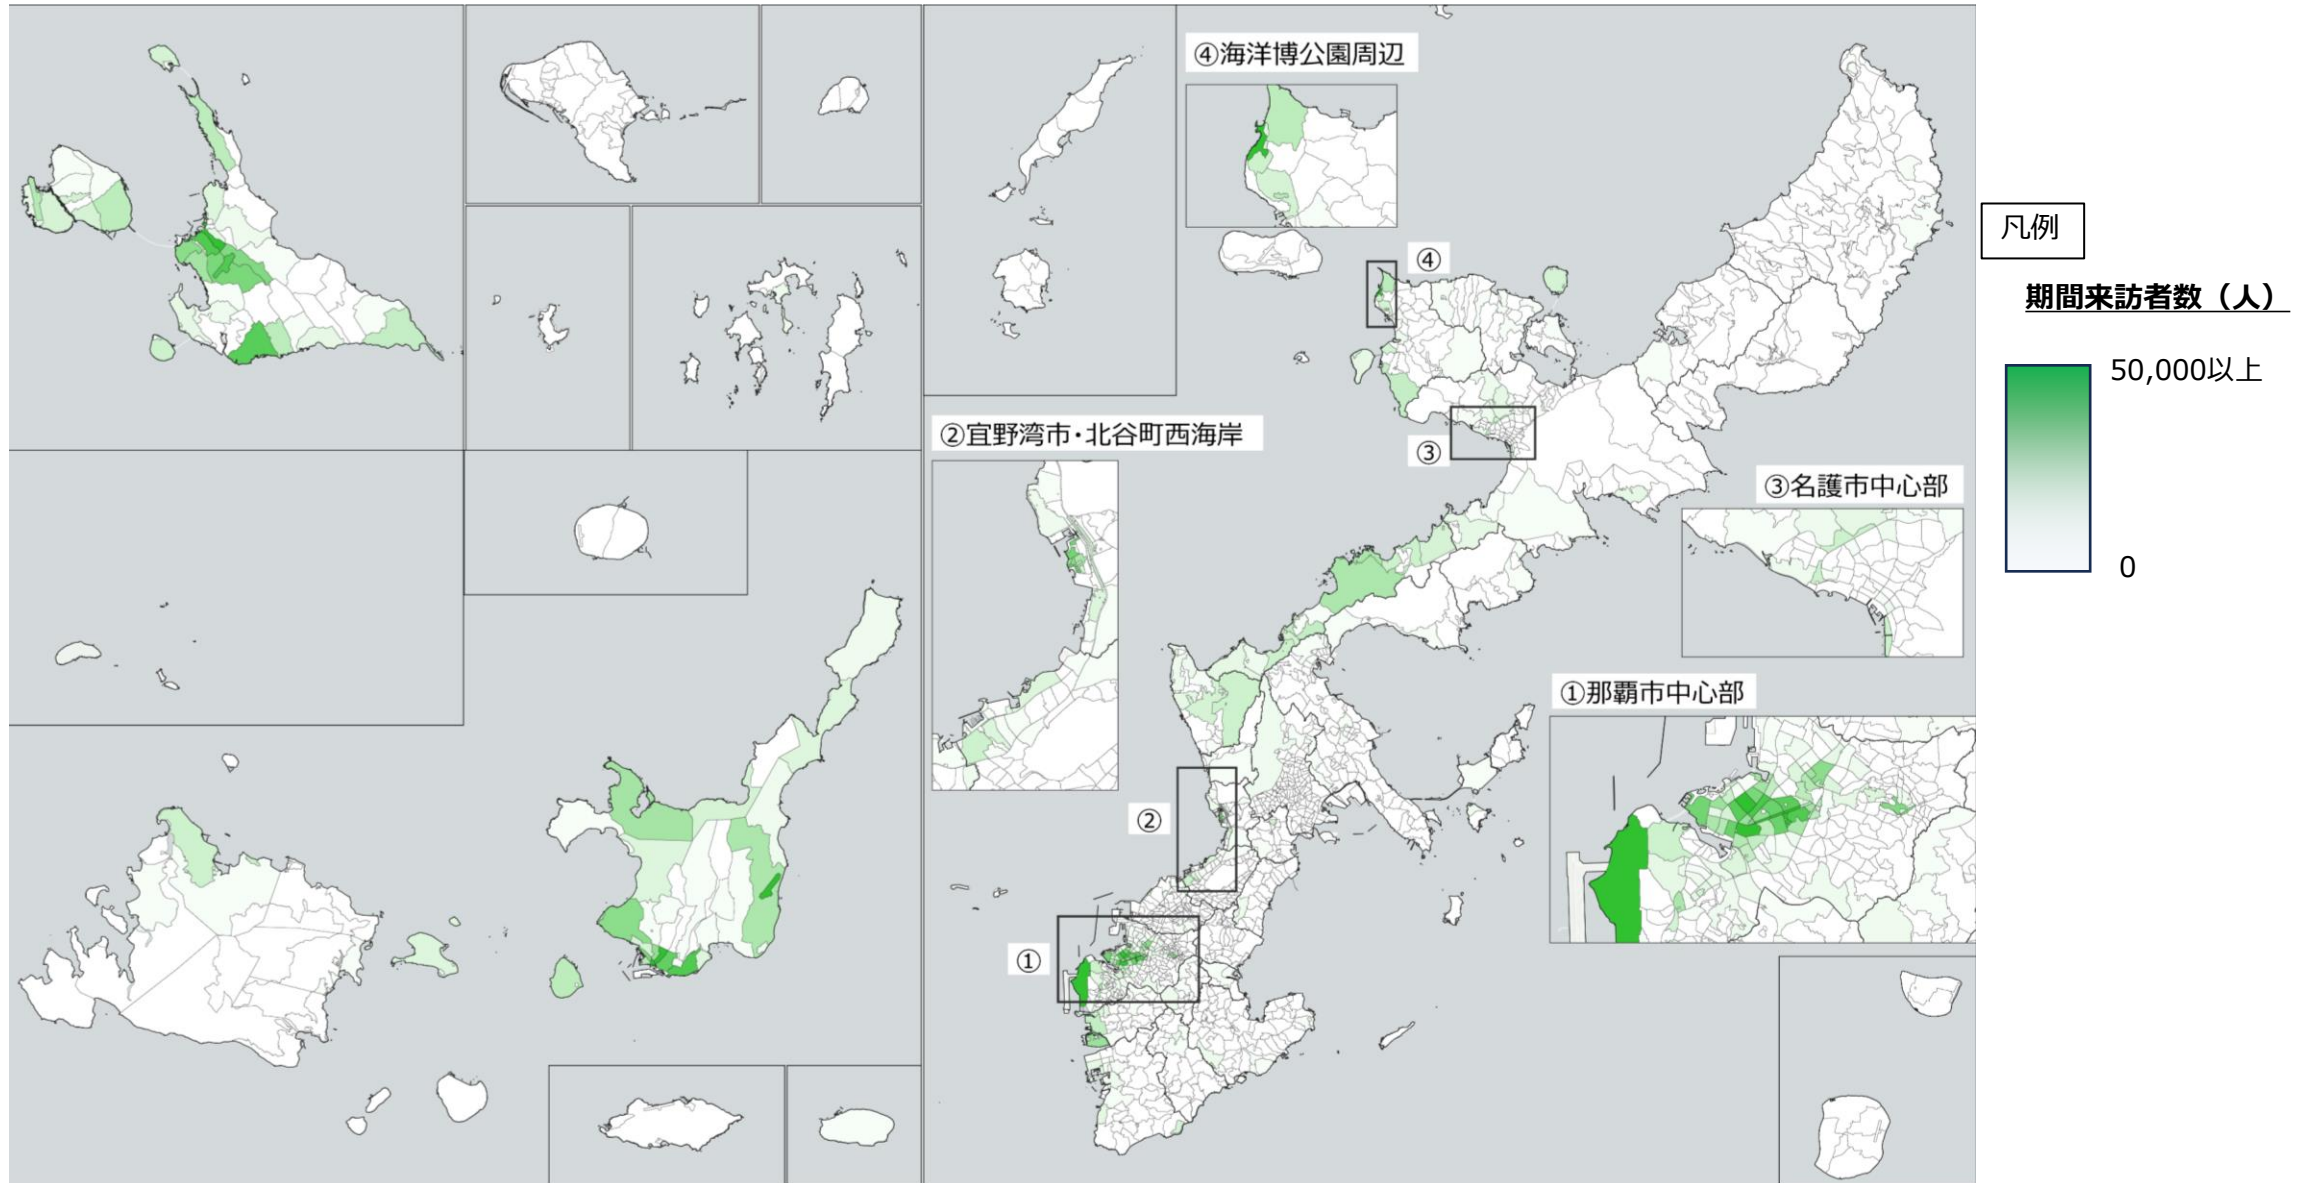 ④海洋博公園周辺
④
凡例
期間来訪者数（人）
50,000以上
0
②宜野湾市・北谷町西海岸
③
③名護市中心部
①那覇市中心部
②
①